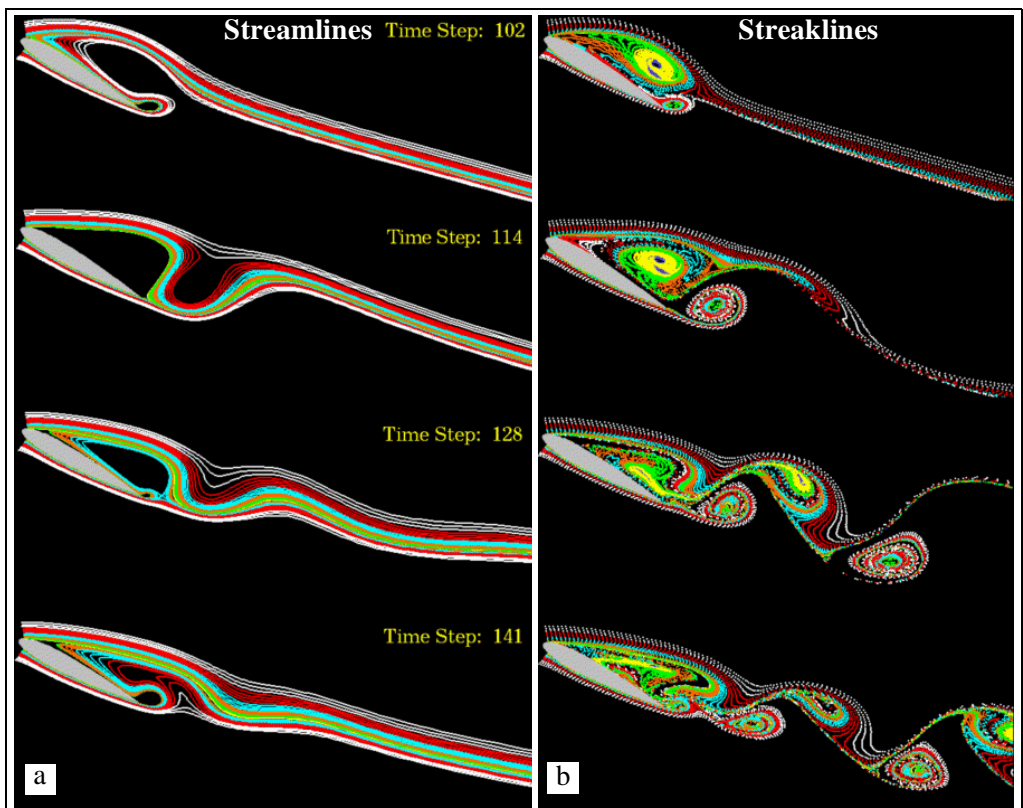 Streamlines
Time Step: 102
Streaklines
Time Step: 114
Time Step: 128
Time Step: 141
a
b